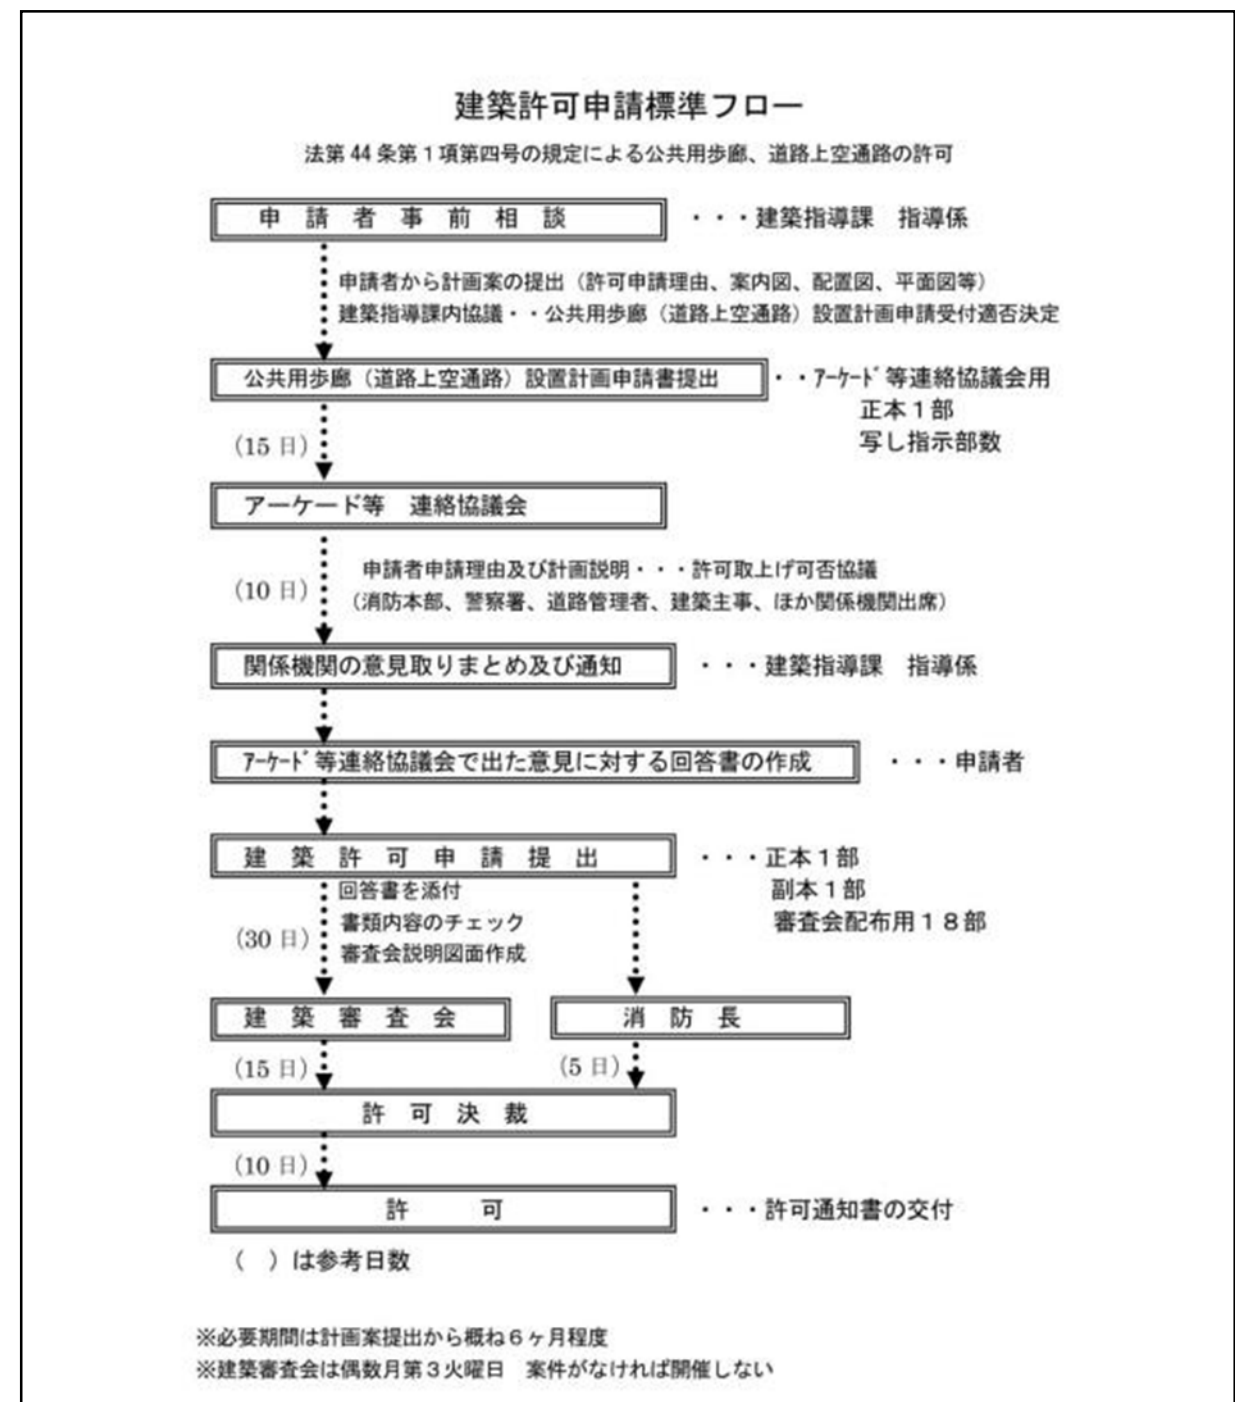 建築許可申請標準フロー
法第44条第１項第四号の規定による公共用歩廊、道路上空通路の許可
申請者事前相談 ・・・建築指導課 指導係
申請者から計画案の提出（許可申請理由、案内図、配置図、平面図等）
建築指導課内協議・・公共用歩廊（道路上空通路）設置計画申請受付適否決定
公共用歩廊（道路上空通路）設置計画申請書提出 ・・ｱｰｹｰﾄﾞ等連絡協議会用
正本１部
写し指示部数
(15 日)
アーケード等 連絡協議会
申請者申請理由及び計画説明・・・許可取上げ可否協議
(10 日)
（消防本部、警察署、道路管理者、建築主事、ほか関係機関出席）
関係機関の意見取りまとめ及び通知 ・・・建築指導課 指導係
ｱｰｹｰﾄﾞ等連絡協議会で出た意見に対する回答書の作成 ・・・申請者
建築許可申請提出 ・・・正本１部
副本１部
審査会配布用１８部
回答書を添付
書類内容のチェック
(30 日)
審査会説明図面作成
建築審査会 消防長
(15 日) (5 日)
許可決裁
(10 日)
許可 ・・・許可通知書の交付
（ ）は参考日数
※必要期間は計画案提出から概ね６ヶ月程度
※建築審査会は偶数月第３火曜日 案件がなければ開催しない